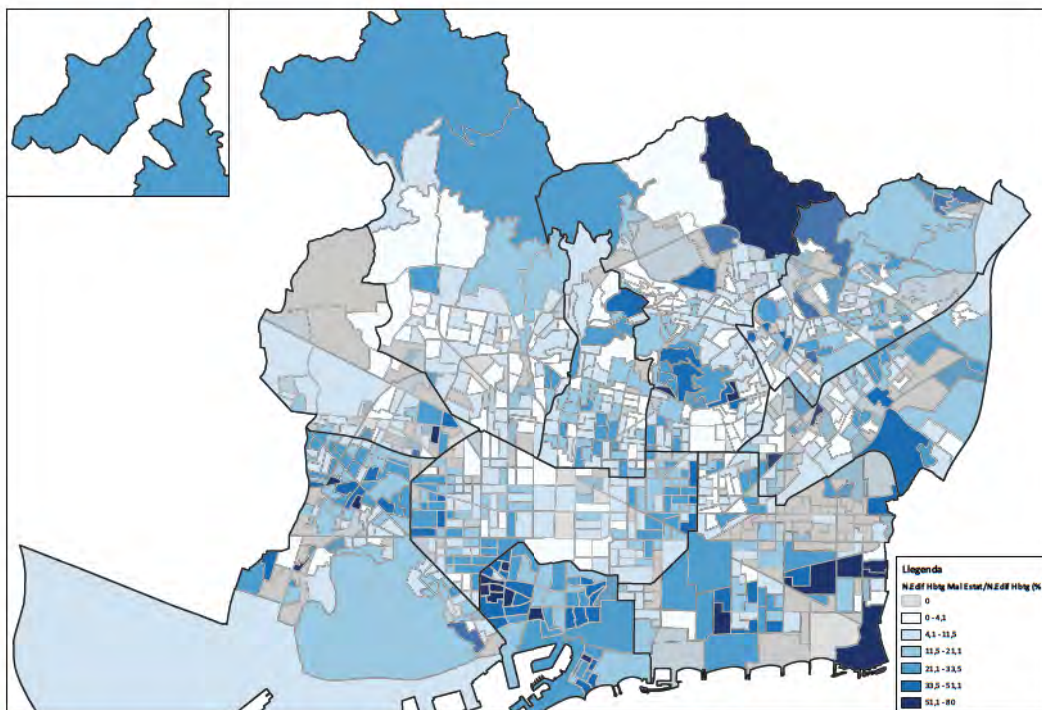 Llegenda
N.Edif Hbtg Mal Estat/N.Edif Hbtg (%
0
0 - 4,1
4,1 - 11,5
11,5 - 21,1
21,1 - 33,5
33,5 - 51,1
51,1 - 80